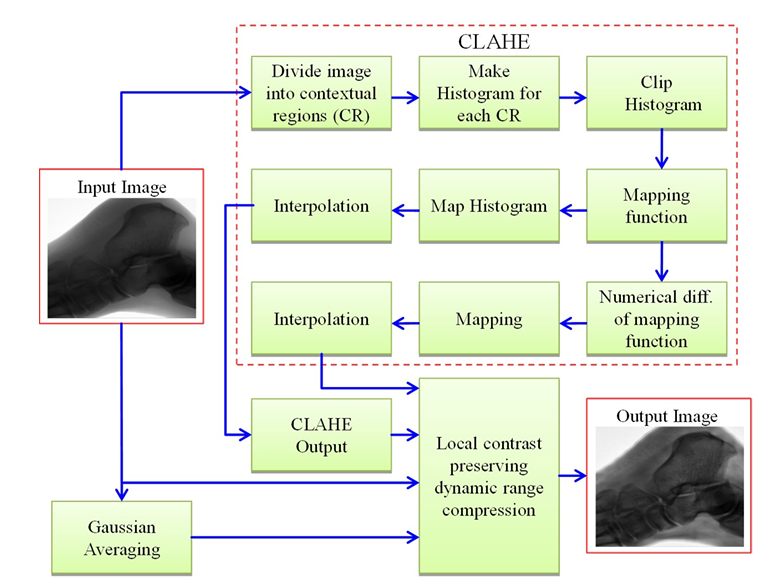 CLAHE
Divide image
into contextual
regions (CR)
Make
Histogram for
each CR
Clip
Histogram
Input Image
Interpolation
Map Histogram
Mapping
function
Interpolation
Mapping
Numerical diff.
of mapping
function
CLAHE
Output
Local contrast
preserving
dynamic range
compression
Output Image
Gaussian
Averaging